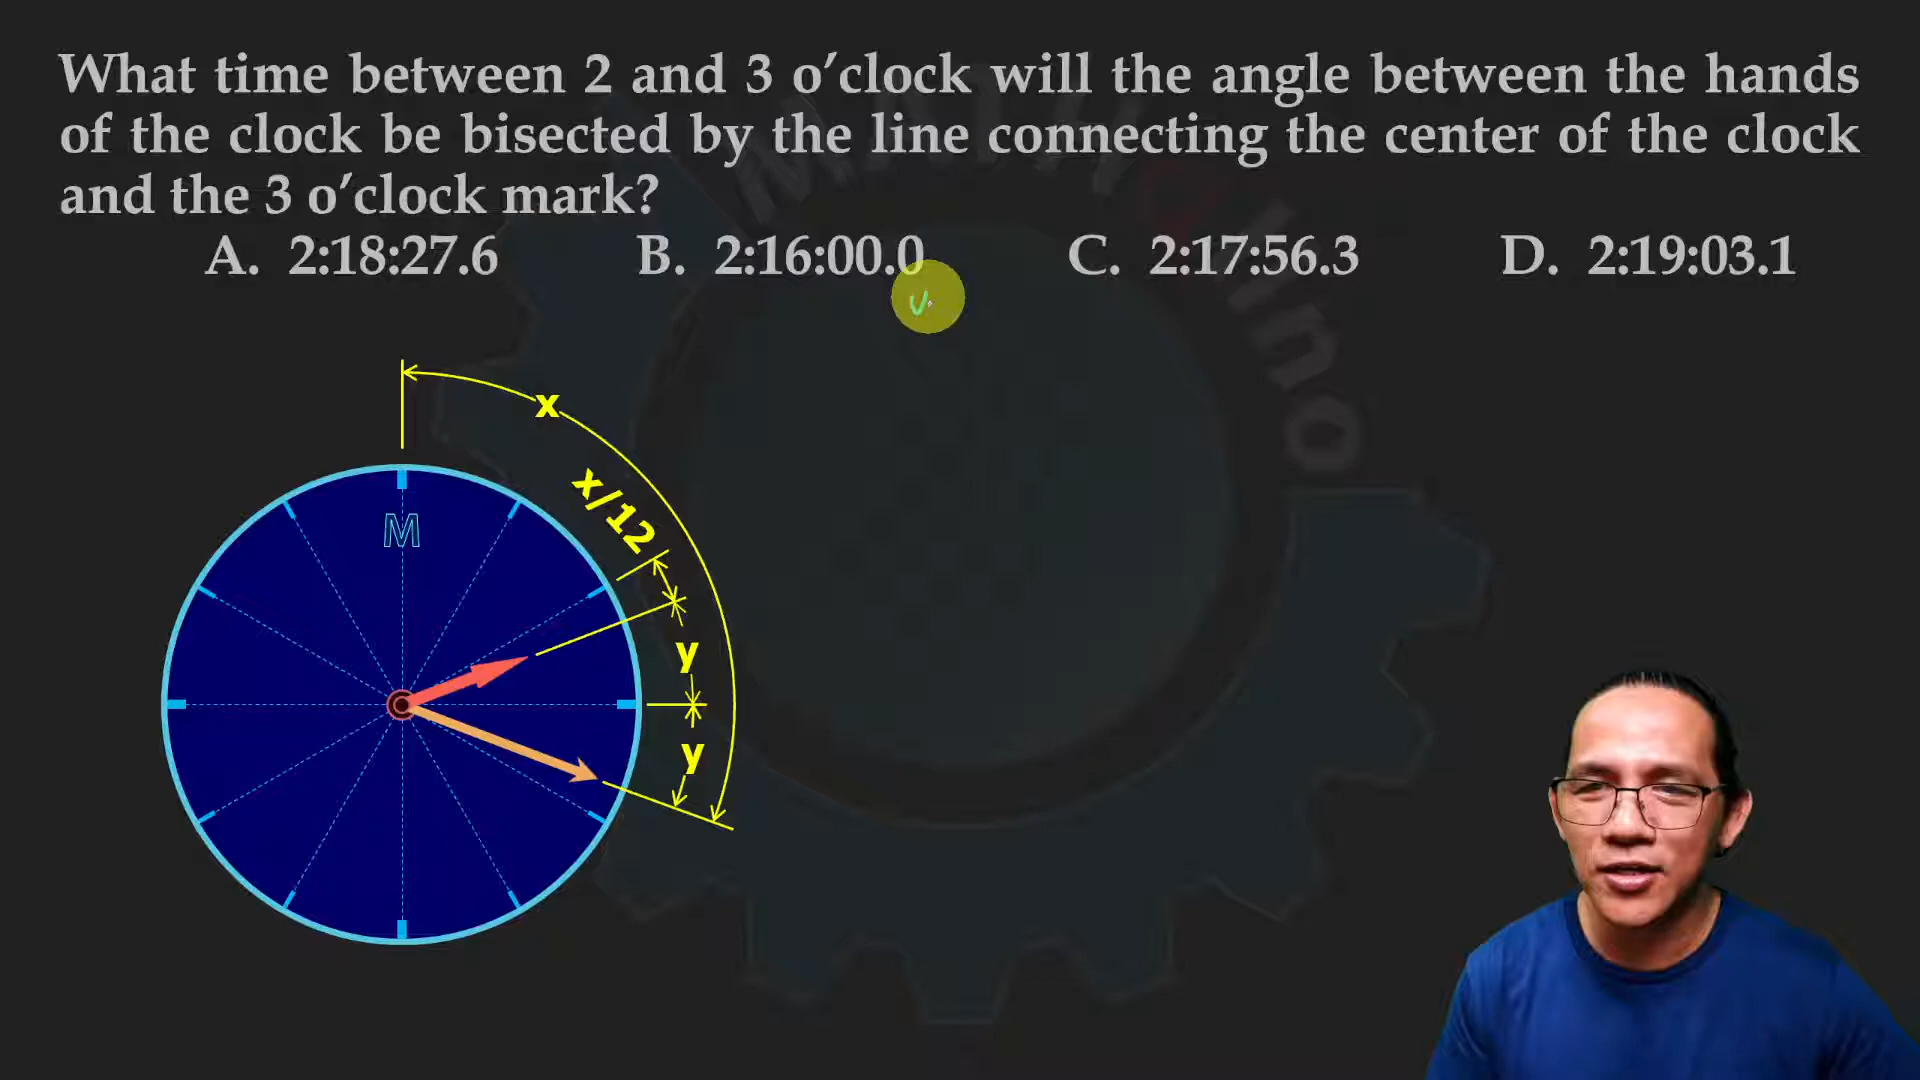 What time between 2 and 3 o’clock will the angle between the hands
of the clock be bisected by the line connecting the center of the clock
and the 3 o’clock mark?
A. 2:18:27.6 B. 2:16:00.0 C. 2:17:56.3 D. 2:19:03.1
MATHalino
x
x/12
M
y
y